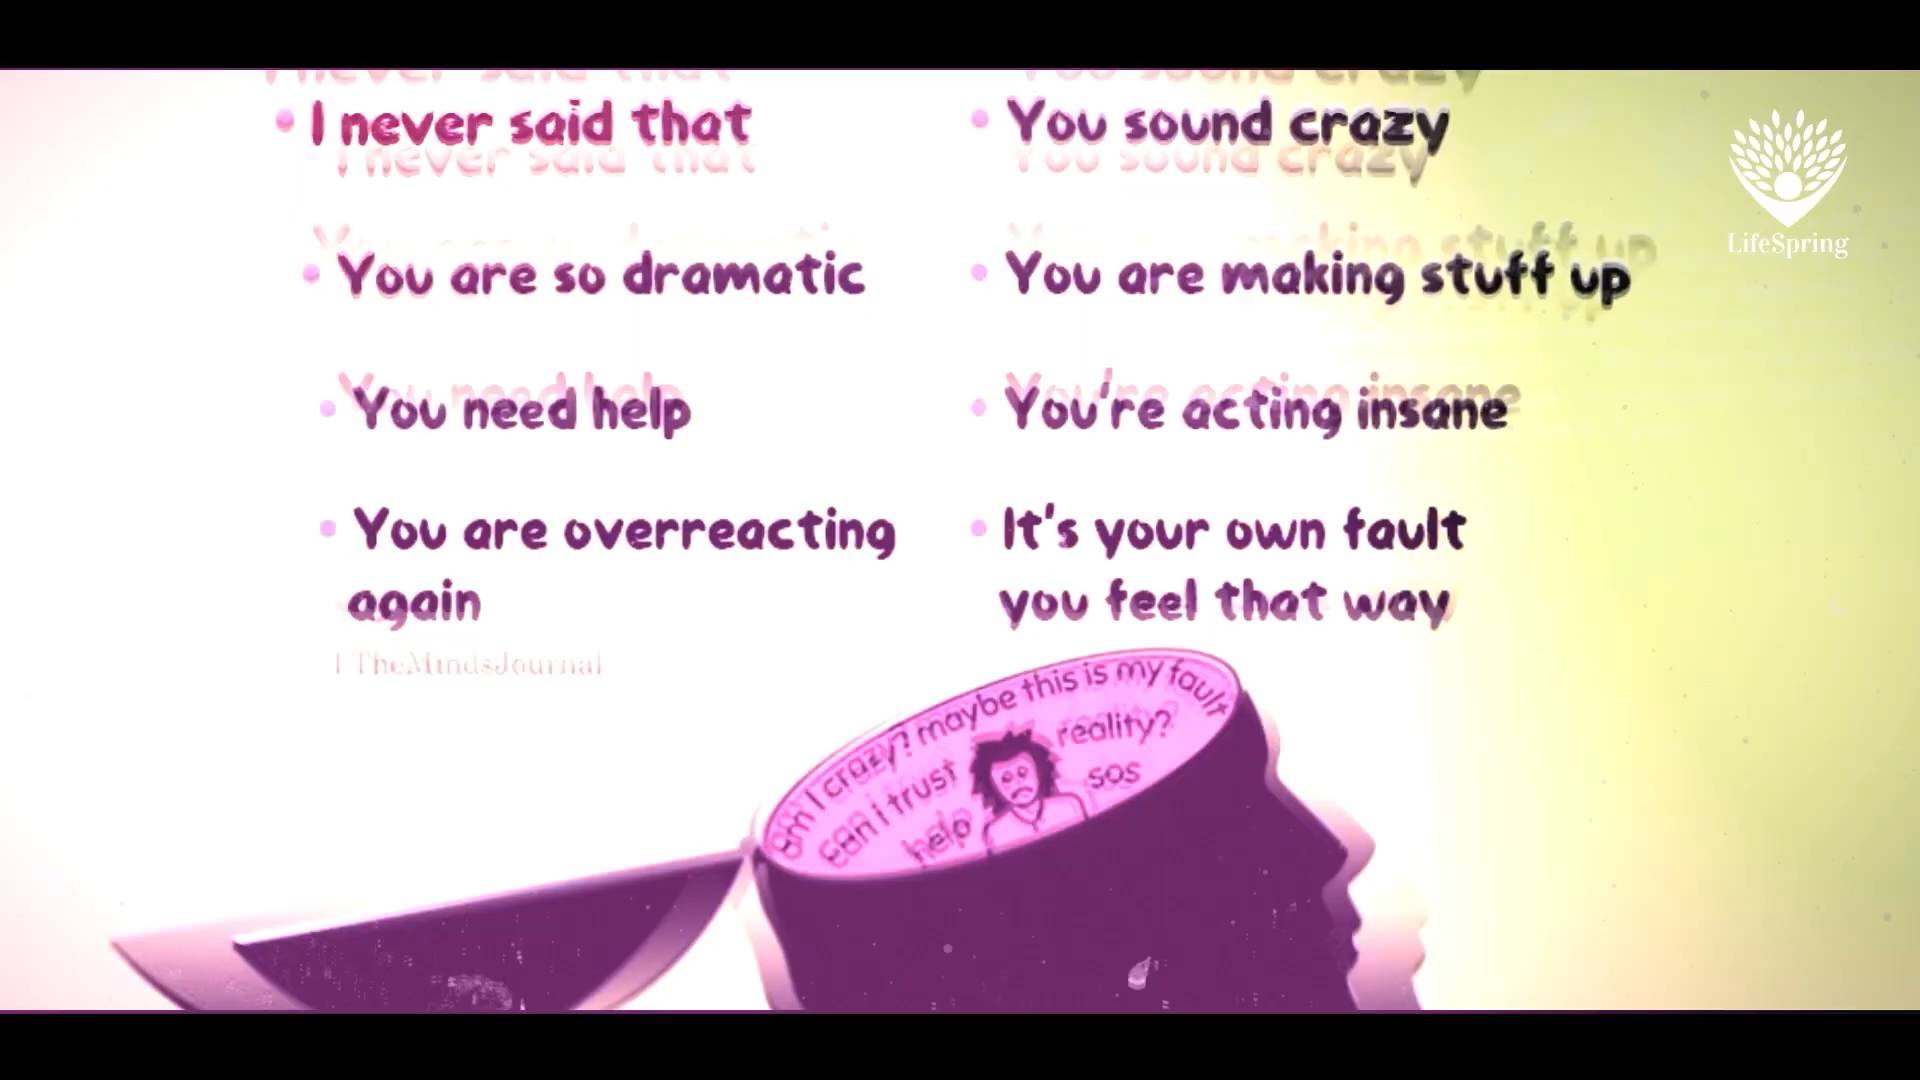 I never said that
You are so dramatic
You need help
You are overreacting
again
You sound crazy
You are making stuff up
You're acting insane
It's your own fault
you feel that way
TheMindsJournal
LifeSpring
am I crazy? maybe this is my fault
can i trust reality?
help
sos